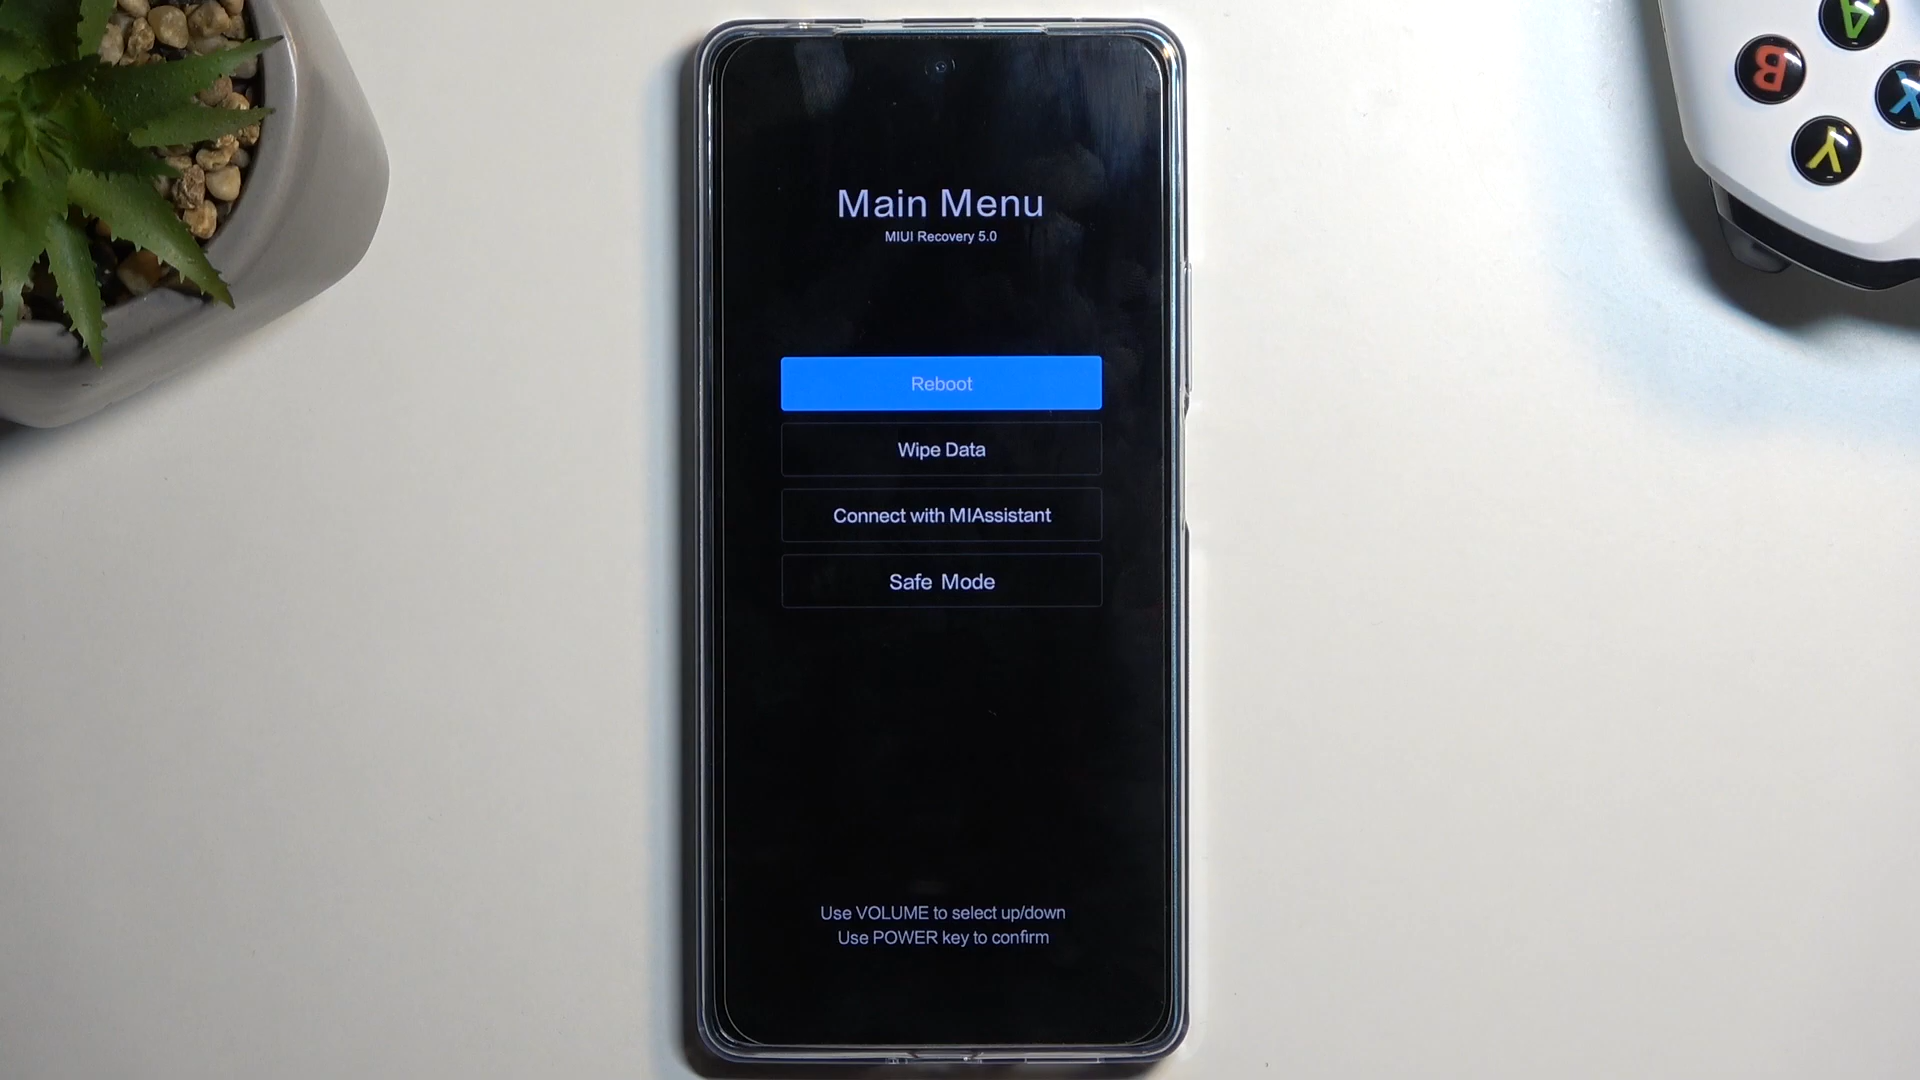 Main Menu
MIUI Recovery 5.0
Reboot
Wipe Data
Connect with MIAssistant
Safe Mode
Use VOLUME to select up/down
Use POWER key to confirm
A
B
X
Y